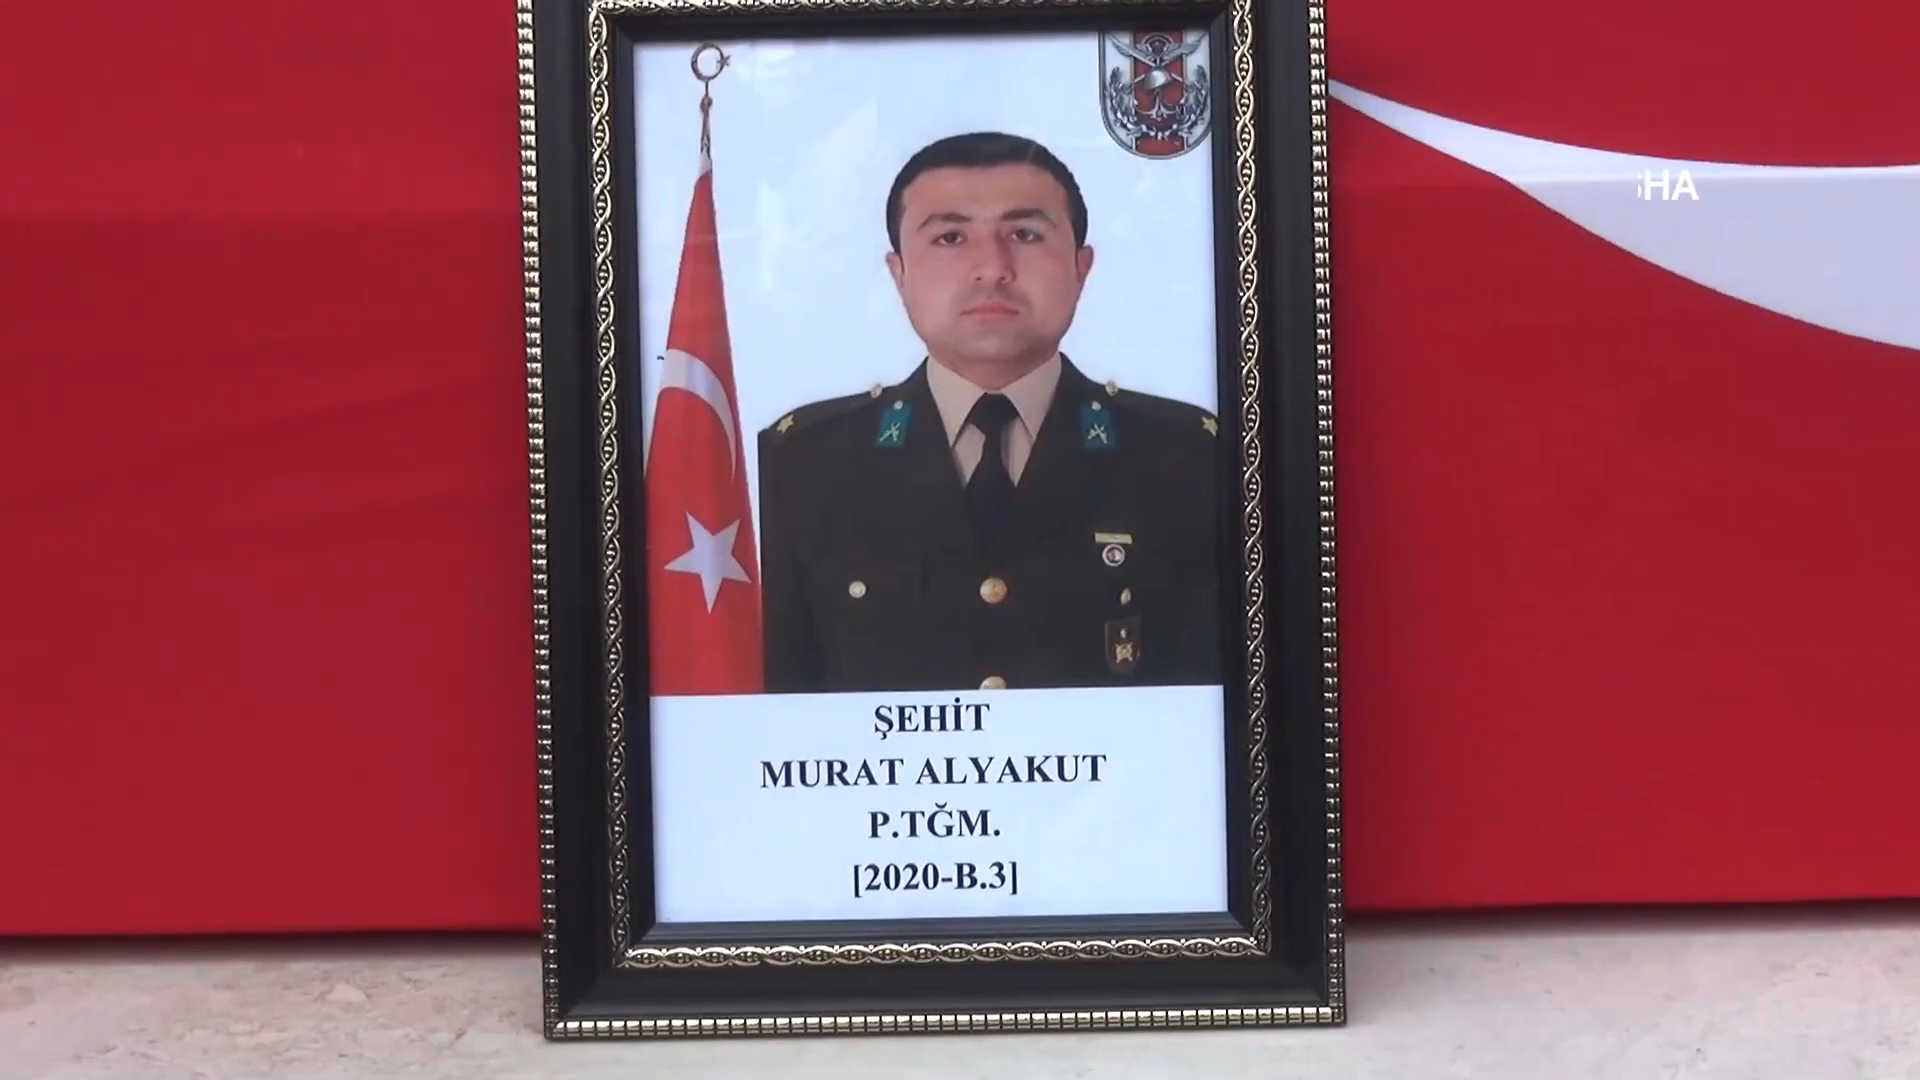 HA
ŞEHİT
MURAT ALYAKUT
P.TĞM.
[2020-B.3]